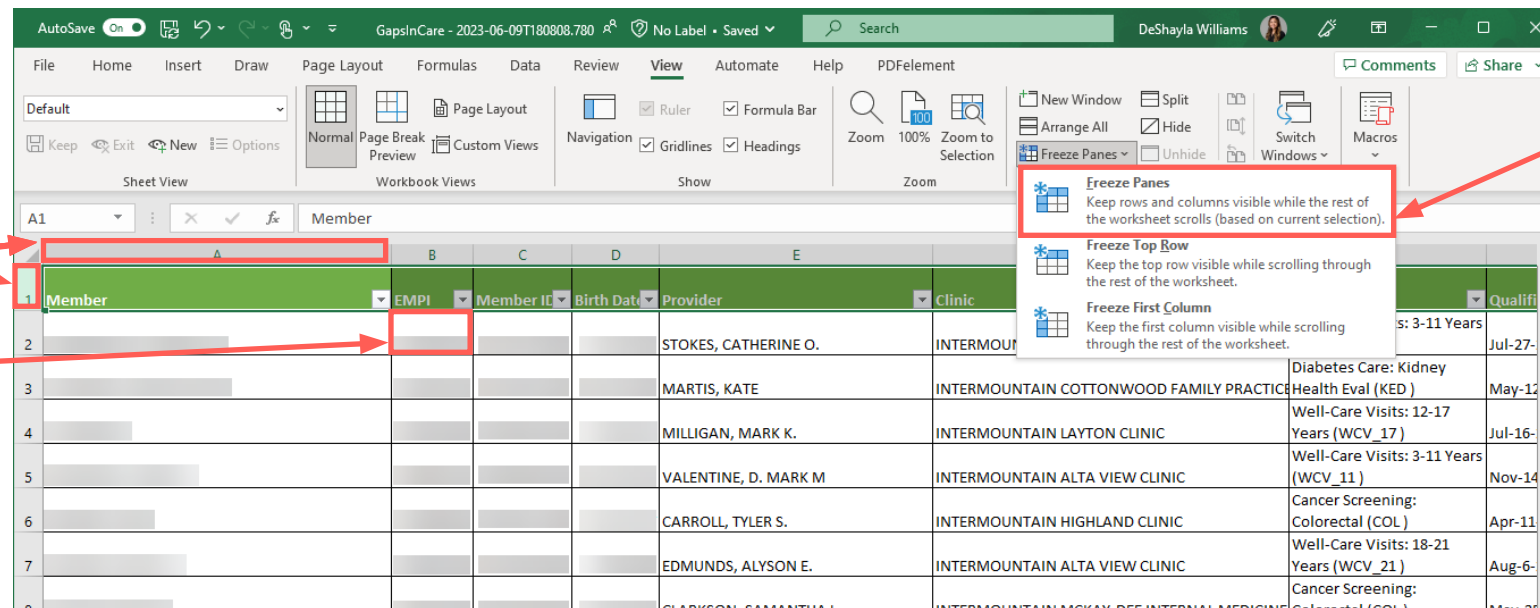 AutoSave On GapsInCare - 2023-06-09T180808.780 No Label • Saved Search DeShayla Williams
File Home Insert Draw Page Layout Formulas Data Review View Automate Help PDFelement Comments Share
Default
Keep Exit New Options
Sheet View
Normal
Page Break
Preview
Page Layout
Custom Views
Workbook Views
Navigation
Ruler
Formula Bar
Gridlines
Headings
Show
Zoom
100
100%
Zoom to
Selection
Zoom
New Window
Arrange All
Freeze Panes
Split
Hide
Unhide
Switch
Windows
Macros
Freeze Panes
Keep rows and columns visible while the rest of
the worksheet scrolls (based on current selection).
Freeze Top Row
Keep the top row visible while scrolling through
the rest of the worksheet.
Freeze First Column
Keep the first column visible while scrolling
through the rest of the worksheet.
A1 fx Member
A B C D E
1 Member EMPI Member ID Birth Date Provider Clinic Qualifi
s: 3-11 Years
2 STOKES, CATHERINE O. INTERMOUN Jul-27-
Diabetes Care: Kidney
3 MARTIS, KATE INTERMOUNTAIN COTTONWOOD FAMILY PRACTICE Health Eval (KED ) May-12
Well-Care Visits: 12-17
4 MILLIGAN, MARK K. INTERMOUNTAIN LAYTON CLINIC Years (WCV_17 ) Jul-16-
Well-Care Visits: 3-11 Years
5 VALENTINE, D. MARK M INTERMOUNTAIN ALTA VIEW CLINIC (WCV_11 ) Nov-14
Cancer Screening:
6 CARROLL, TYLER S. INTERMOUNTAIN HIGHLAND CLINIC Colorectal (COL ) Apr-11
Well-Care Visits: 18-21
7 EDMUNDS, ALYSON E. INTERMOUNTAIN ALTA VIEW CLINIC Years (WCV_21 ) Aug-6-
Cancer Screening: